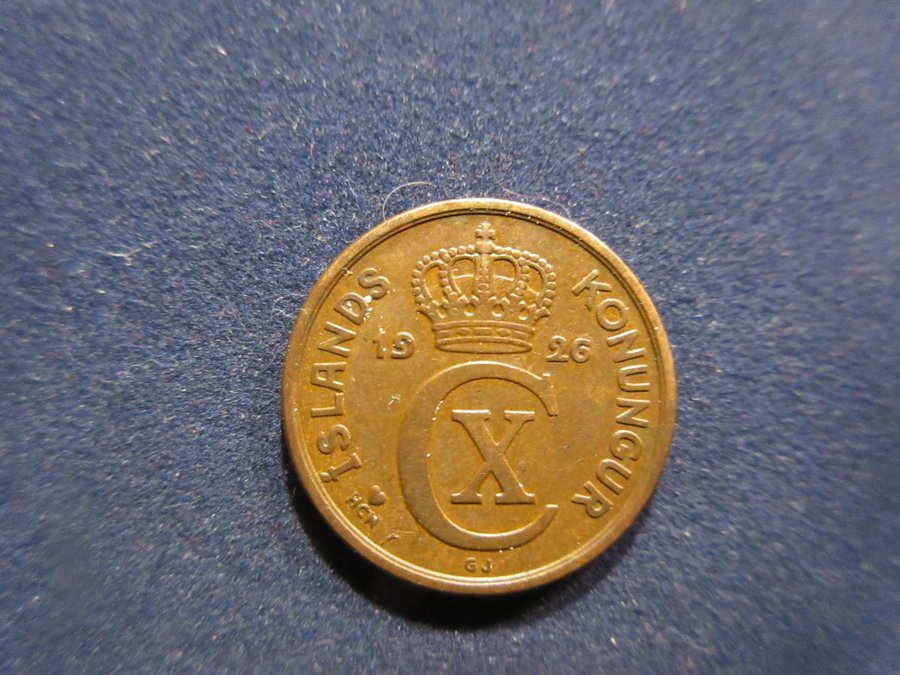 ÍSLANDS KONUNGUR
19 26
CX
HCN GJ